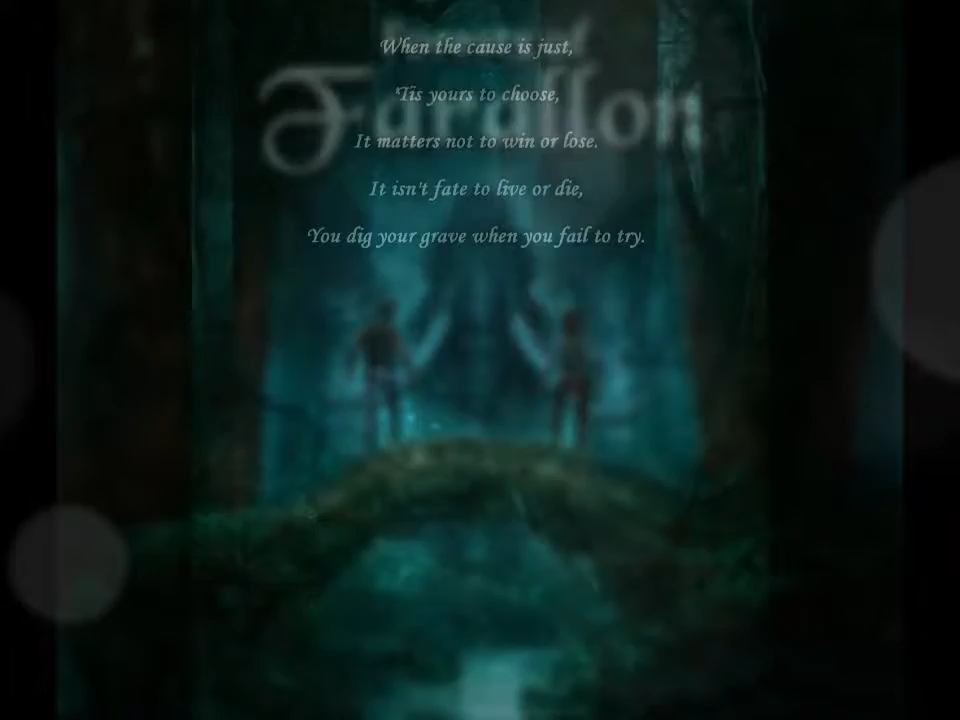 When the cause is just,
Farallon
'Tis yours to choose,
It matters not to win or lose.
It isn't fate to live or die,
You dig your grave when you fail to try.